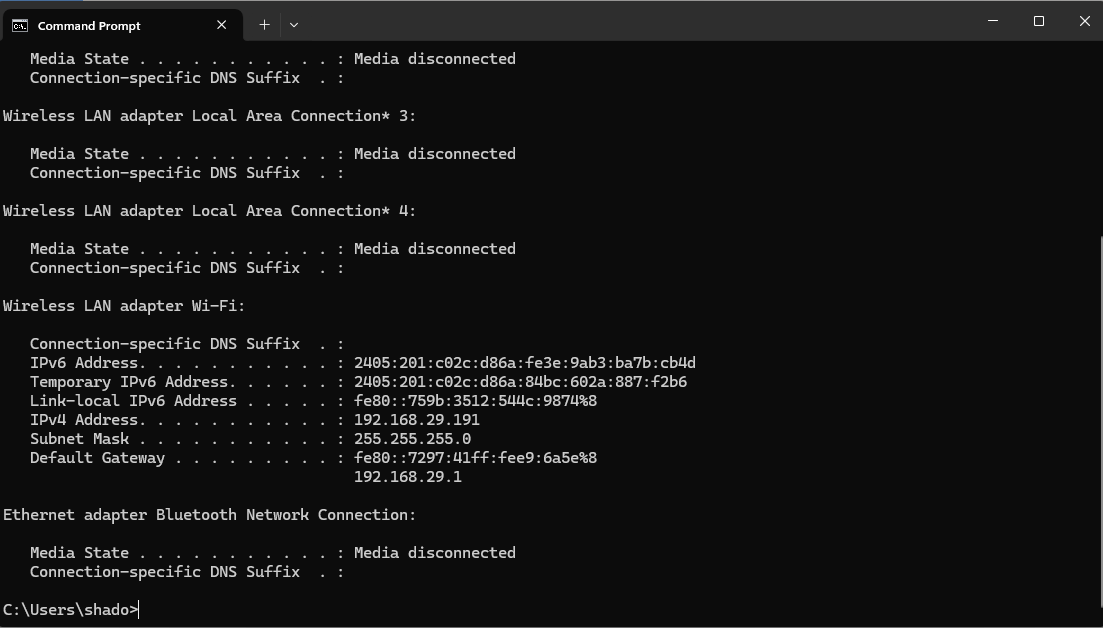 Command Prompt
Media State . . . . . . . . . . . : Media disconnected
Connection-specific DNS Suffix  . :
Wireless LAN adapter Local Area Connection* 3:
Media State . . . . . . . . . . . : Media disconnected
Connection-specific DNS Suffix  . :
Wireless LAN adapter Local Area Connection* 4:
Media State . . . . . . . . . . . : Media disconnected
Connection-specific DNS Suffix  . :
Wireless LAN adapter Wi-Fi:
Connection-specific DNS Suffix  . :
IPv6 Address. . . . . . . . . . . : 2405:201:c02c:d86a:fe3e:9ab3:ba7b:cb4d
Temporary IPv6 Address. . . . . . : 2405:201:c02c:d86a:84bc:602a:887:f2b6
Link-local IPv6 Address . . . . . : fe80::759b:3512:544c:9874%8
IPv4 Address. . . . . . . . . . . : 192.168.29.191
Subnet Mask . . . . . . . . . . . : 255.255.255.0
Default Gateway . . . . . . . . . : fe80::7297:41ff:fee9:6a5e%8
192.168.29.1
Ethernet adapter Bluetooth Network Connection:
Media State . . . . . . . . . . . : Media disconnected
Connection-specific DNS Suffix  . :
C:\Users\shado>